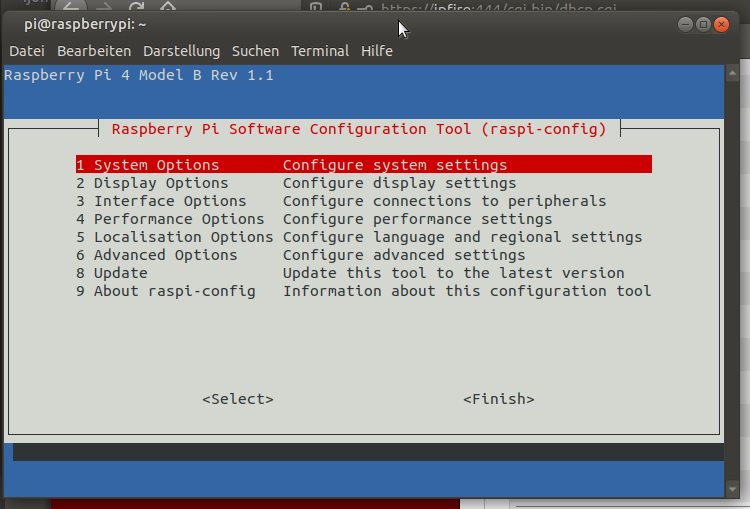 https://ipfire:444/cgi-bin/dhcp.cgi
pi@raspberrypi: ~
Datei Bearbeiten Darstellung Suchen Terminal Hilfe
Raspberry Pi 4 Model B Rev 1.1
Raspberry Pi Software Configuration Tool (raspi-config)
1 System Options Configure system settings
2 Display Options Configure display settings
3 Interface Options Configure connections to peripherals
4 Performance Options Configure performance settings
5 Localisation Options Configure language and regional settings
6 Advanced Options Configure advanced settings
8 Update Update this tool to the latest version
9 About raspi-config Information about this configuration tool
<Select> <Finish>